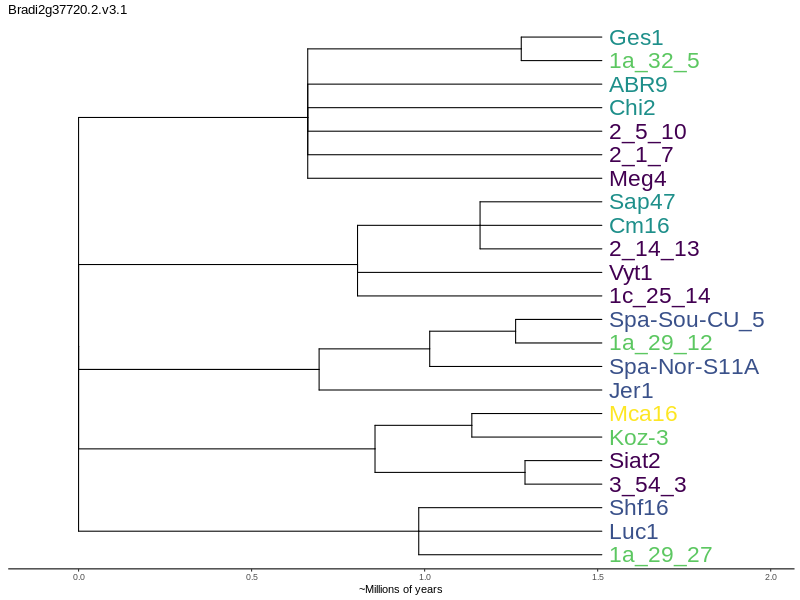 Bradi2g37720.2.v3.1
Ges1
1a_32_5
ABR9
Chi2
2_5_10
2_1_7
Meg4
Sap47
Cm16
2_14_13
Vyt1
1c_25_14
Spa-Sou-CU_5
1a_29_12
Spa-Nor-S11A
Jer1
Mca16
Koz-3
Siat2
3_54_3
Shf16
Luc1
1a_29_27
0.0 0.5 1.0 1.5 2.0
~Millions of years